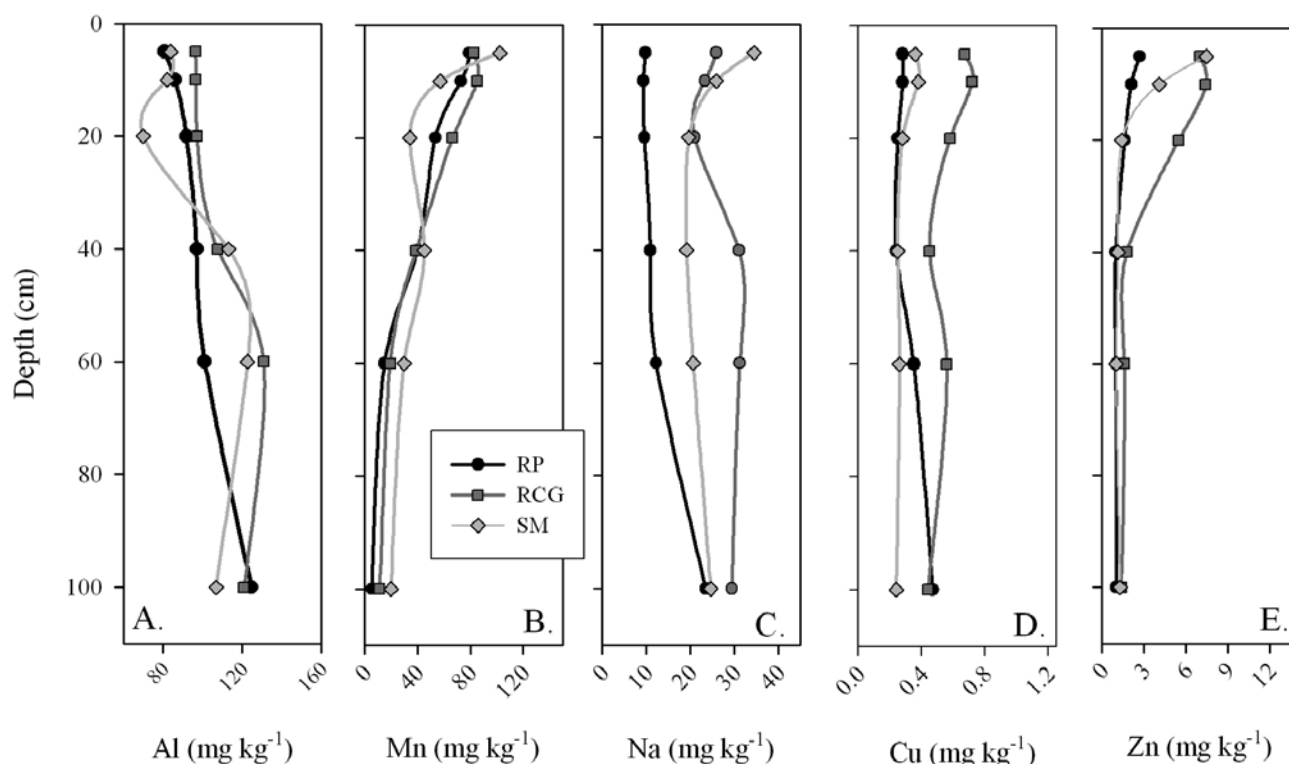 0
20
40
60
80
100
Depth (cm)
A.
B.
C.
D.
E.
RP
RCG
SM
80 120 160
0 40 80 120
0 10 20 30 40
0.0 0.4 0.8 1.2
0 3 6 9 12
Al (mg kg⁻¹)
Mn (mg kg⁻¹)
Na (mg kg⁻¹)
Cu (mg kg⁻¹)
Zn (mg kg⁻¹)